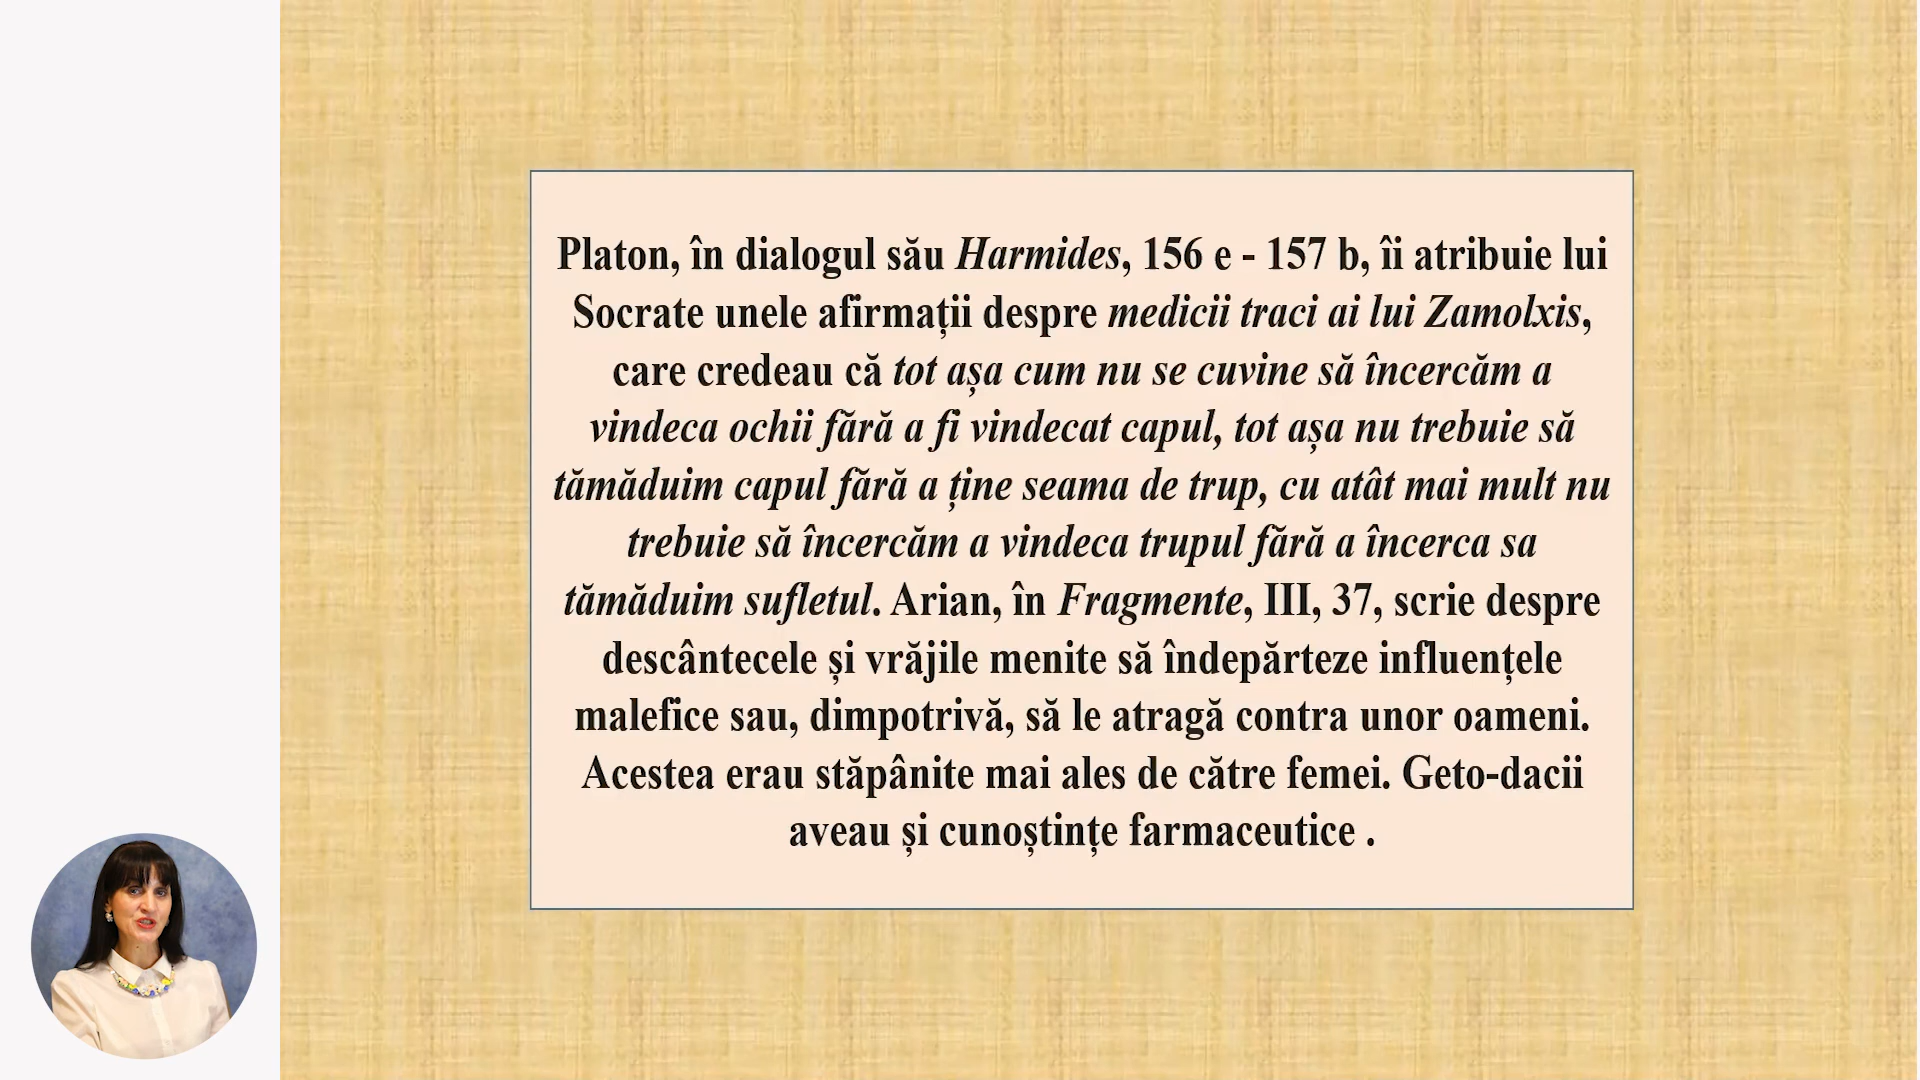 Platon, în dialogul său Harmides, 156 e - 157 b, îi atribuie lui
Socrate unele afirmații despre medicii traci ai lui Zamolxis,
care credeau că tot așa cum nu se cuvine să încercăm a
vindeca ochii fără a fi vindecat capul, tot așa nu trebuie să
tămăduim capul fără a ține seama de trup, cu atât mai mult nu
trebuie să încercăm a vindeca trupul fără a încerca sa
tămăduim sufletul. Arian, în Fragmente, III, 37, scrie despre
descântecele și vrăjile menite să îndepărteze influențele
malefice sau, dimpotrivă, să le atragă contra unor oameni.
Acestea erau stăpânite mai ales de către femei. Geto-dacii
aveau și cunoștințe farmaceutice .